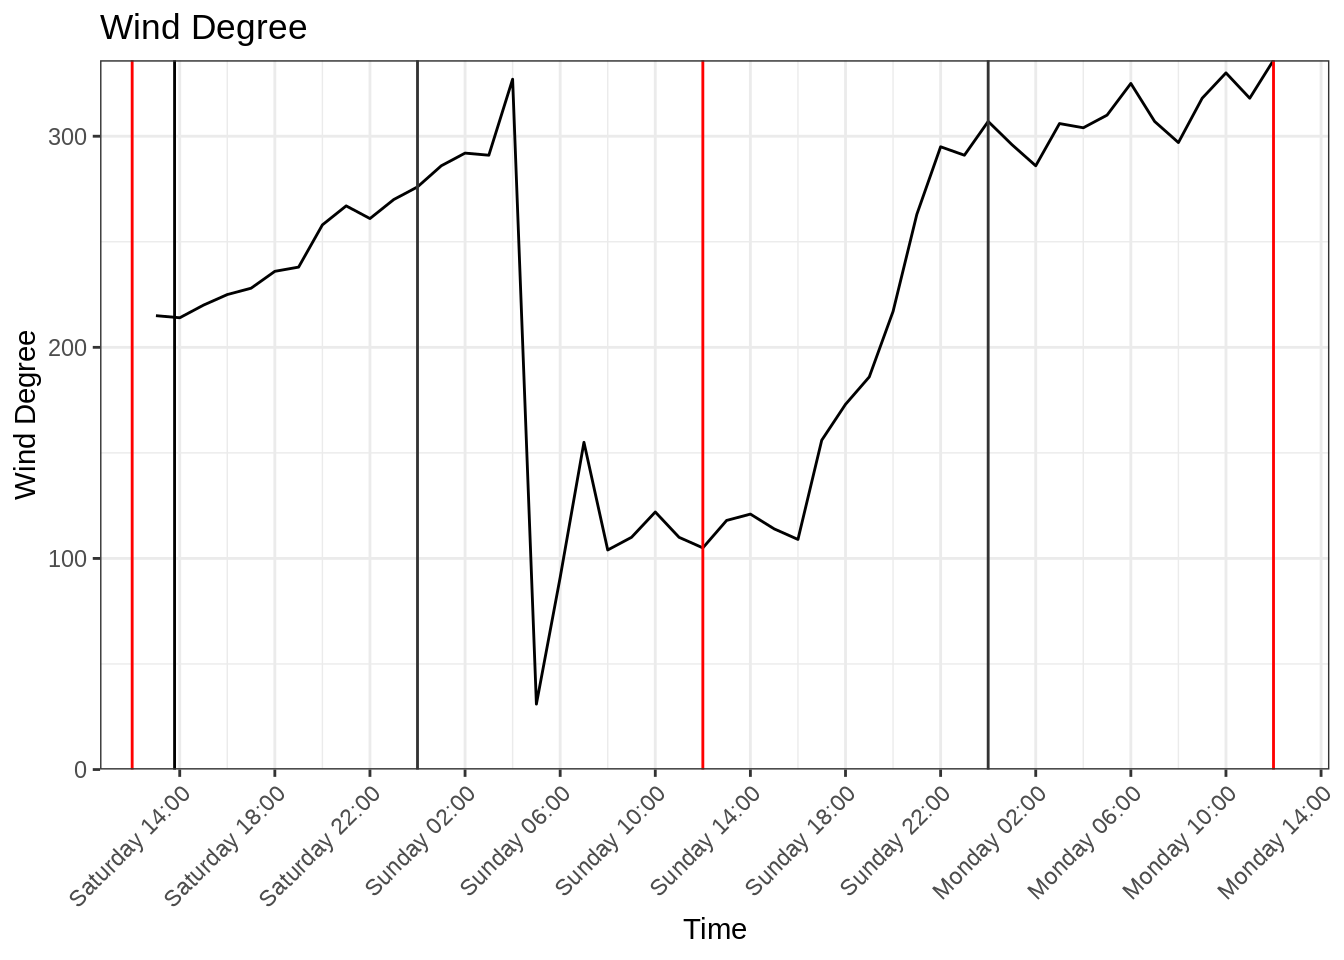 Wind Degree
Wind Degree
300
200
100
0
Saturday 14:00
Saturday 18:00
Saturday 22:00
Sunday 02:00
Sunday 06:00
Sunday 10:00
Sunday 14:00
Sunday 18:00
Sunday 22:00
Monday 02:00
Monday 06:00
Monday 10:00
Monday 14:00
Time